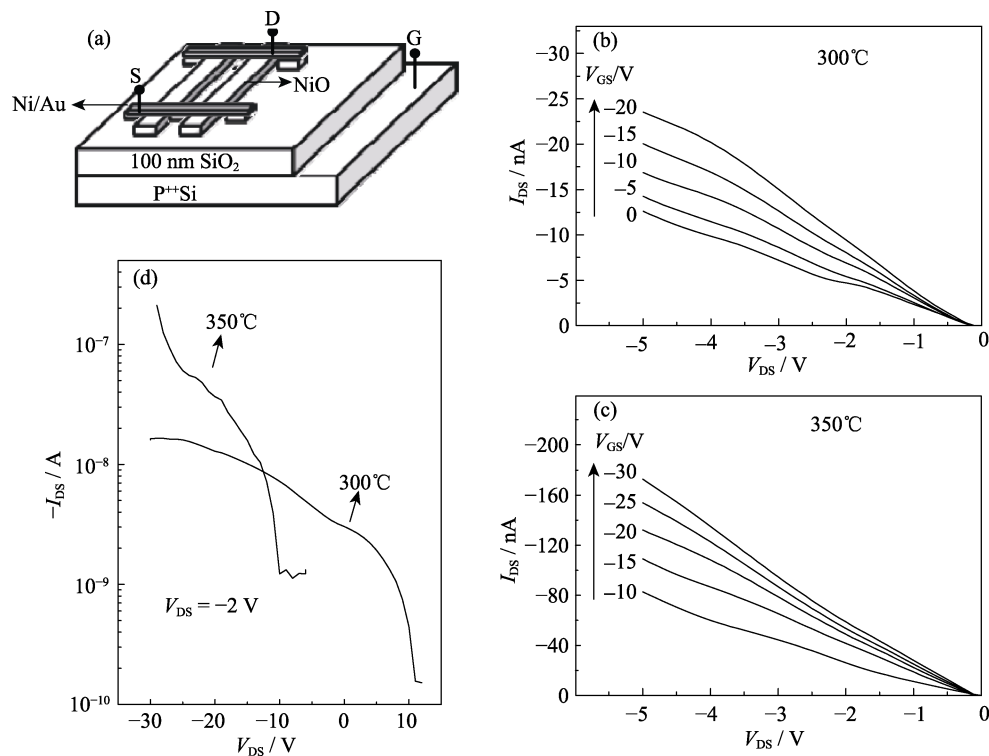 (a)
D
G
S
NiO
Ni/Au
100 nm SiO₂
P⁺⁺Si
(b)
300℃
V_GS/V
−20
−15
−10
−5
0
I_DS / nA
−30
−25
−20
−15
−10
−5
0
−5 −4 −3 −2 −1 0
V_DS / V
(c)
350℃
V_GS/V
−30
−25
−20
−15
−10
I_DS / nA
−200
−160
−120
−80
−40
0
−5 −4 −3 −2 −1 0
V_DS / V
(d)
350℃
300℃
V_DS = −2 V
−I_DS / A
10⁻⁷
10⁻⁸
10⁻⁹
10⁻¹⁰
−30 −20 −10 0 10
V_DS / V